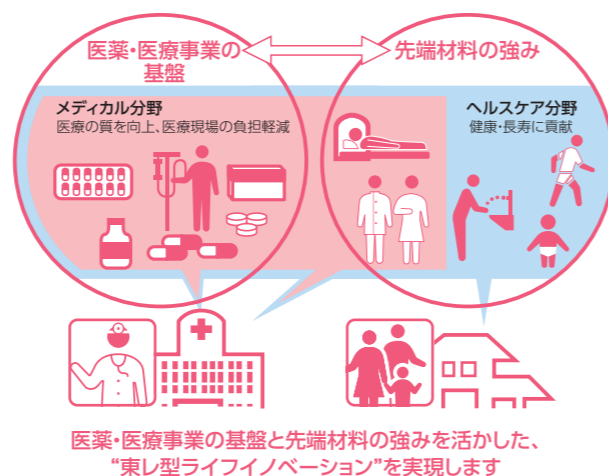 医薬・医療事業の
基盤
先端材料の強み
メディカル分野
医療の質を向上、医療現場の負担軽減
ヘルスケア分野
健康・長寿に貢献
医薬・医療事業の基盤と先端材料の強みを活かした、
“東レ型ライフイノベーション”を実現します